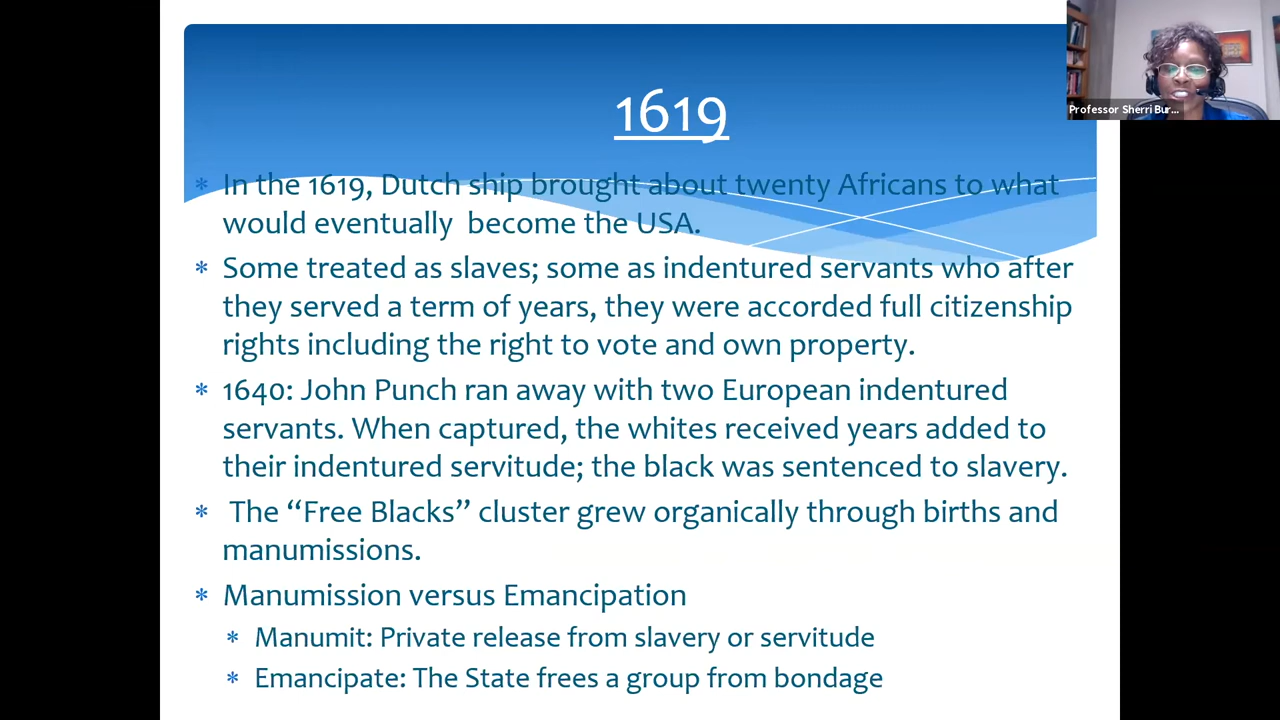 1619
Professor Sherri Bur...
* In the 1619, Dutch ship brought about twenty Africans to what
would eventually become the USA.
* Some treated as slaves; some as indentured servants who after
they served a term of years, they were accorded full citizenship
rights including the right to vote and own property.
* 1640: John Punch ran away with two European indentured
servants. When captured, the whites received years added to
their indentured servitude; the black was sentenced to slavery.
* The “Free Blacks” cluster grew organically through births and
manumissions.
* Manumission versus Emancipation
* Manumit: Private release from slavery or servitude
* Emancipate: The State frees a group from bondage